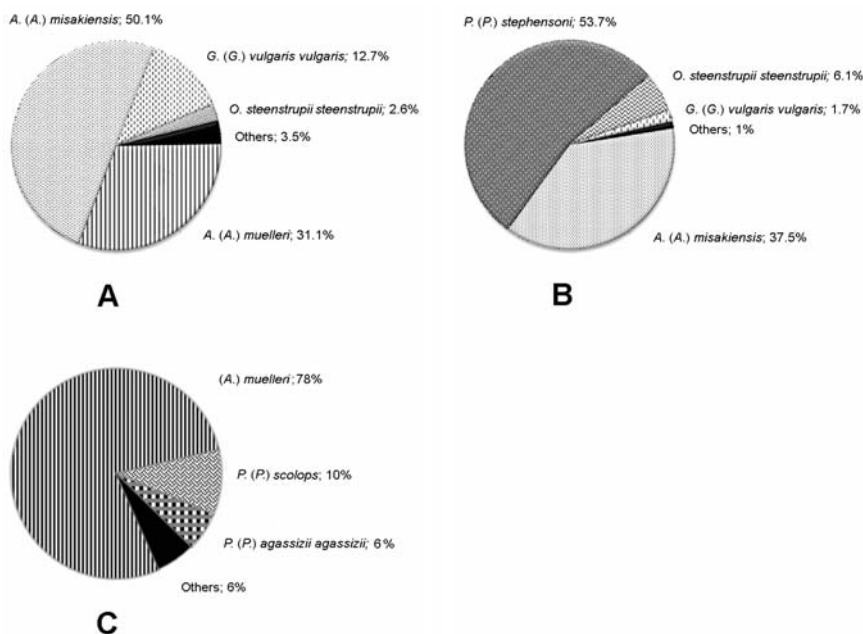 A. (A.) misakiensis; 50.1%
G. (G.) vulgaris vulgaris; 12.7%
O. steenstrupii steenstrupii; 2.6%
Others; 3.5%
A. (A.) muelleri; 31.1%
A
P. (P.) stephensoni; 53.7%
O. steenstrupii steenstrupii; 6.1%
G. (G.) vulgaris vulgaris; 1.7%
Others; 1%
A. (A.) misakiensis; 37.5%
B
(A.) muelleri; 78%
P. (P.) scolops; 10%
P. (P.) agassizii agassizii; 6%
Others; 6%
C